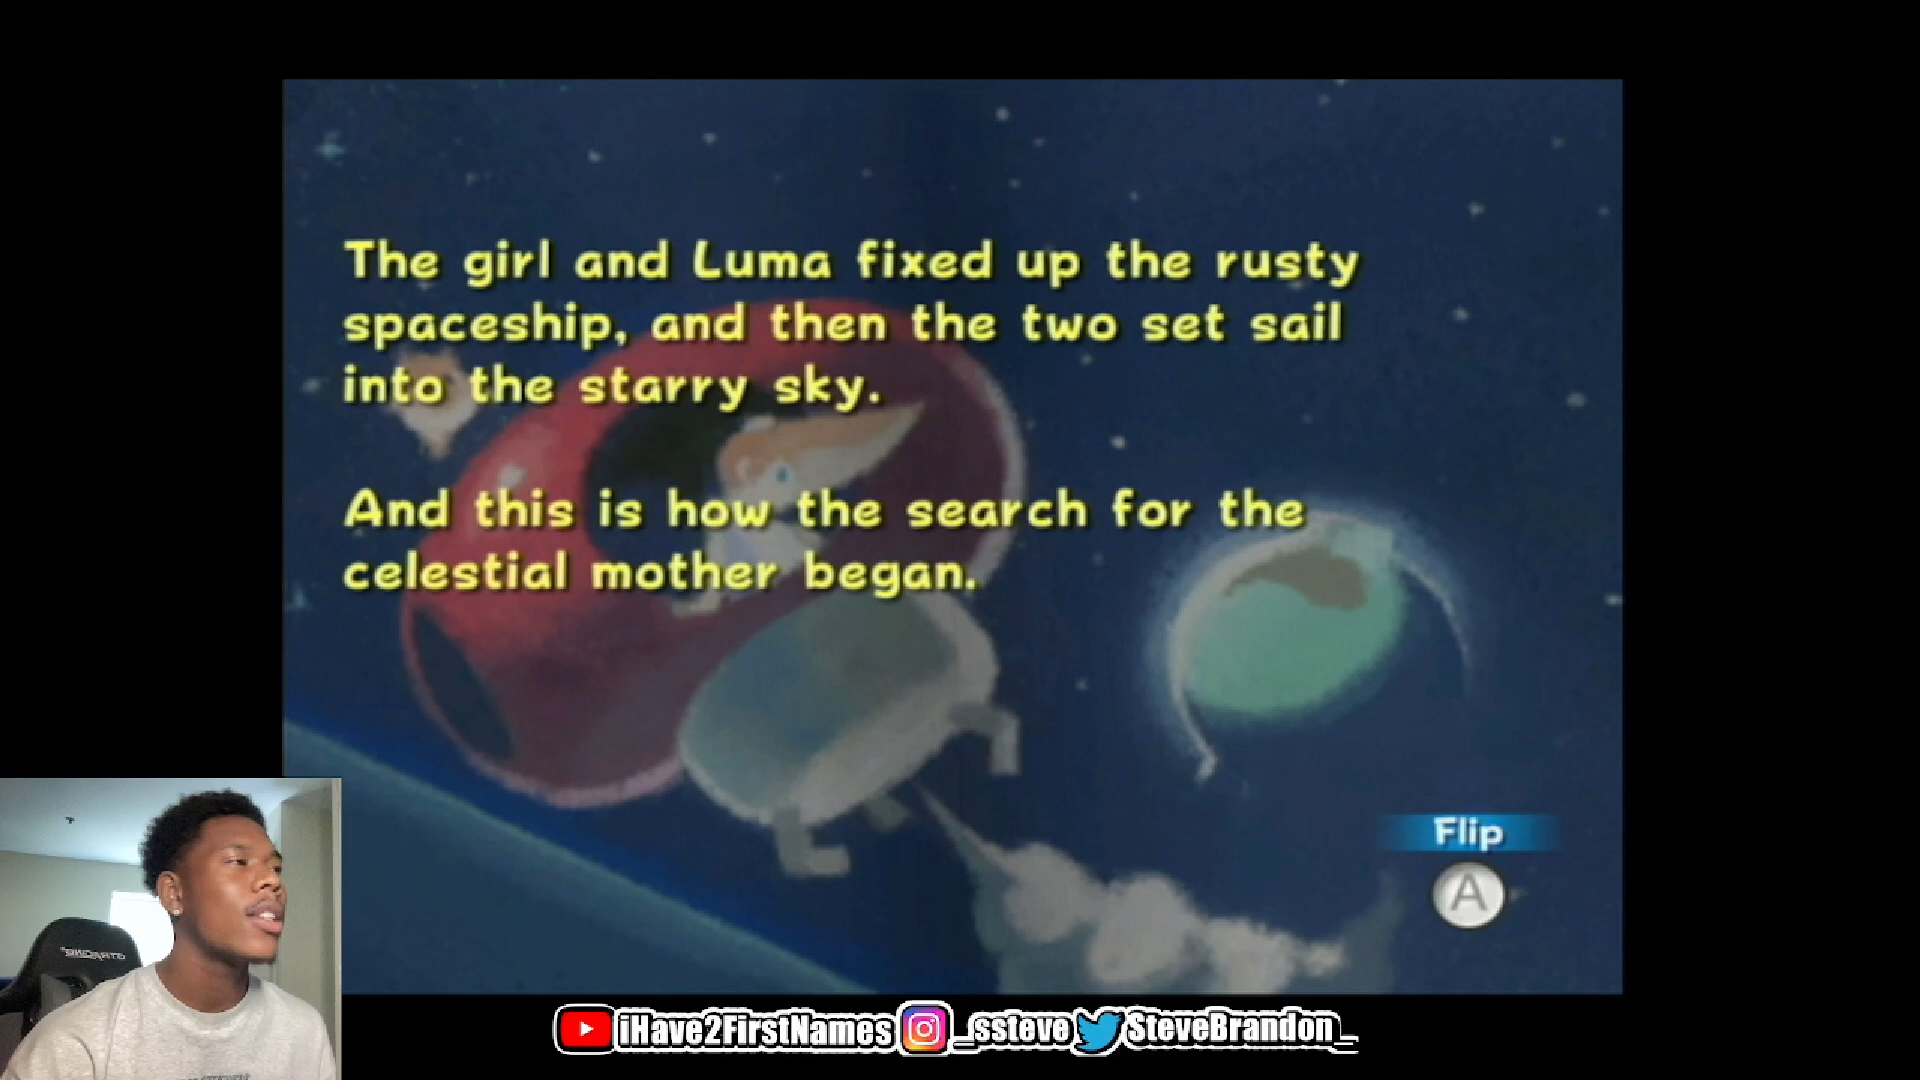 The girl and Luma fixed up the rusty
spaceship, and then the two set sail
into the starry sky.
And this is how the search for the
celestial mother began.
Flip
A
iHave2FirstNames _ssteve SteveBrandon_